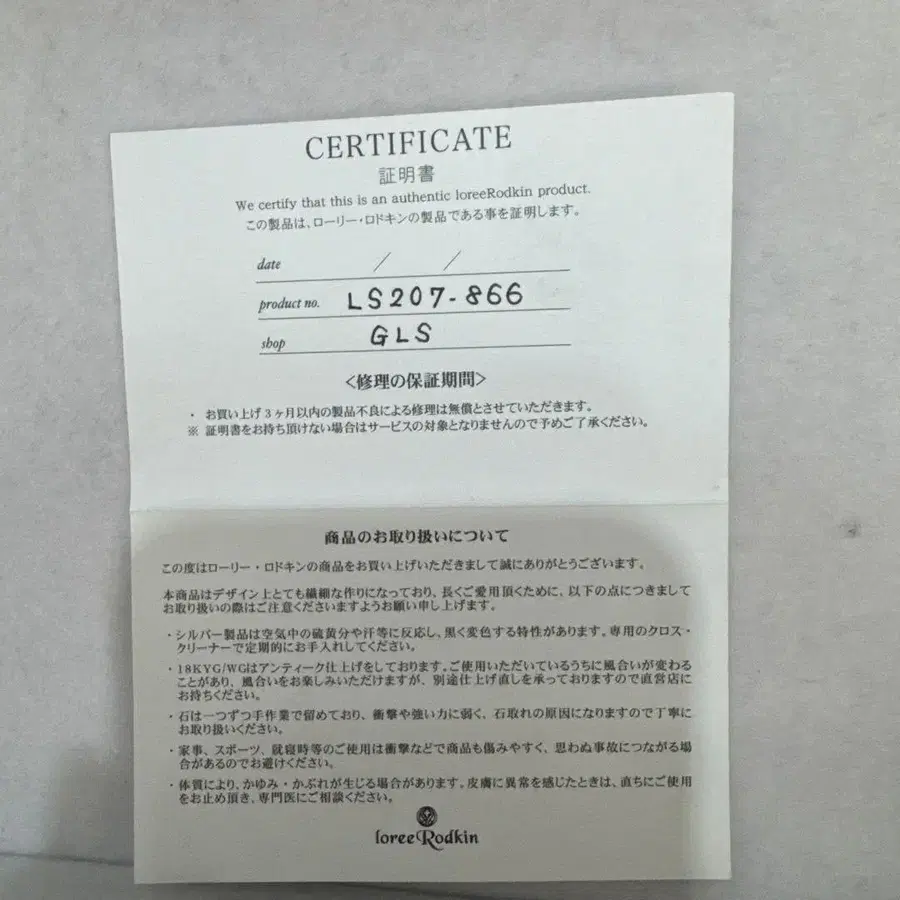 CERTIFICATE
証明書
We certify that this is an authentic loreeRodkin product.
この製品は、ローリー・ロドキンの製品である事を証明します。
date / /
product no. LS207-866
shop GLS
<修理の保証期間>
・ お買い上げ3ヶ月以内の製品不良による修理は無償とさせていただきます。
※ 証明書をお持ち頂けない場合はサービスの対象となりませんので予めご了承ください。
商品のお取り扱いについて
この度はローリー・ロドキンの商品をお買い上げいただきまして誠にありがとうございます。
本商品はデザイン上とても繊細な作りになっており、長くご愛用頂くために、以下の点につきまして
お取り扱いの際はご注意くださいますようお願い申し上げます。
・シルバー製品は空気中の硫黄分や汗等に反応し、黒く変色する特性があります。専用のクロス・
クリーナーで定期的にお手入れしてください。
・18KYG/WGはアンティーク仕上げをしております。ご使用いただいているうちに風合いが変わる
ことがあり、風合いをお楽しみいただけますが、別途仕上げ直しを承っておりますので直営店に
お持ちください。
・石は一つずつ手作業で留めており、衝撃や強い力に弱く、石取れの原因になりますので丁寧に
お取り扱いください。
・家事、スポーツ、就寝時等のご使用は衝撃などで商品も傷みやすく、思わぬ事故につながる場
合があるのでお避けください。
・体質により、かゆみ・かぶれが生じる場合があります。皮膚に異常を感じたときは、直ちにご使用
をお止め頂き、専門医にご相談ください。
loreeRodkin